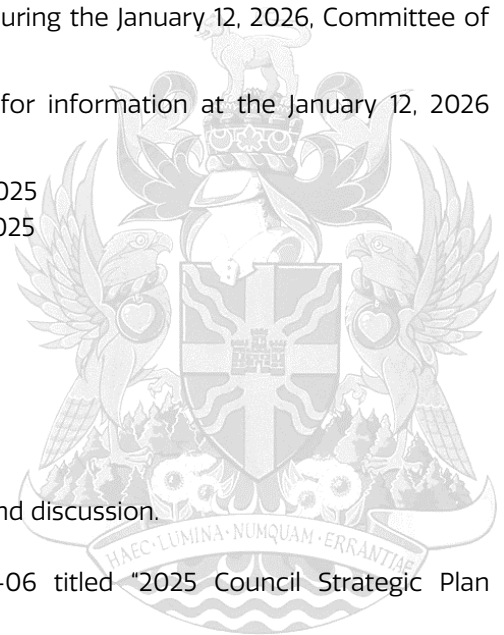 uring the January 12, 2026, Committee of
for information at the January 12, 2026
025
025
nd discussion.
HAEC·LUMINA·NUMQUAM·ERRANTIAE
-06 titled “2025 Council Strategic Plan